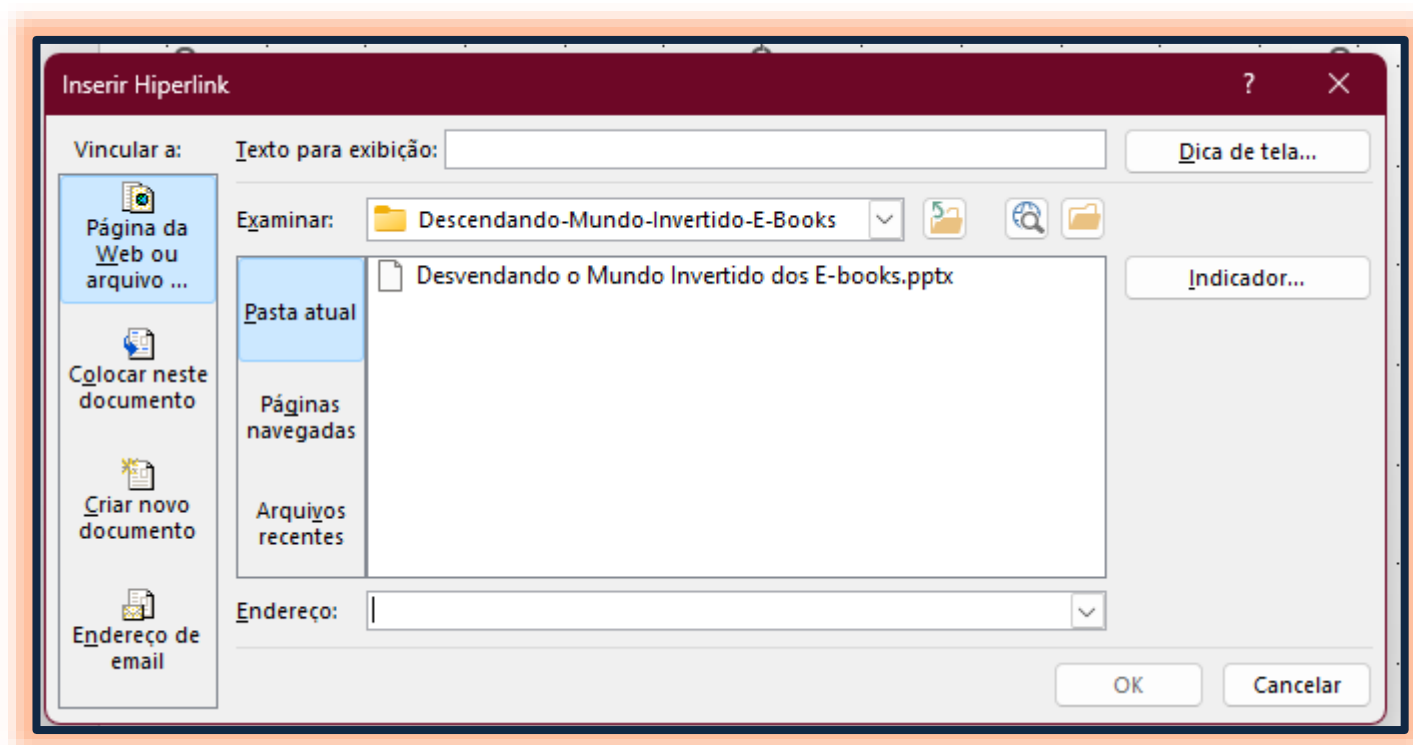 Inserir Hiperlink
?
Vincular a:
Texto para exibição:
Dica de tela...
Página da
Web ou
arquivo ...
Examinar:
Descendando-Mundo-Invertido-E-Books
Pasta atual
Desvendando o Mundo Invertido dos E-books.pptx
Indicador...
Colocar neste
documento
Páginas
navegadas
Criar novo
documento
Arquivos
recentes
Endereço de
email
Endereço:
OK
Cancelar